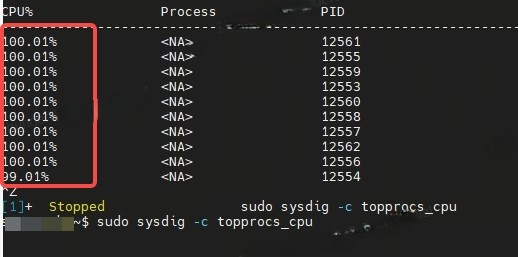 CPU% Process PID
--------------------------------------------------------------------------------
100.01% <NA> 12561
100.01% <NA> 12555
100.01% <NA> 12559
100.01% <NA> 12553
100.01% <NA> 12560
100.01% <NA> 12558
100.01% <NA> 12557
100.01% <NA> 12562
100.01% <NA> 12556
99.01% <NA> 12554
^Z
[1]+ Stopped sudo sysdig -c topprocs_cpu
~$ sudo sysdig -c topprocs_cpu